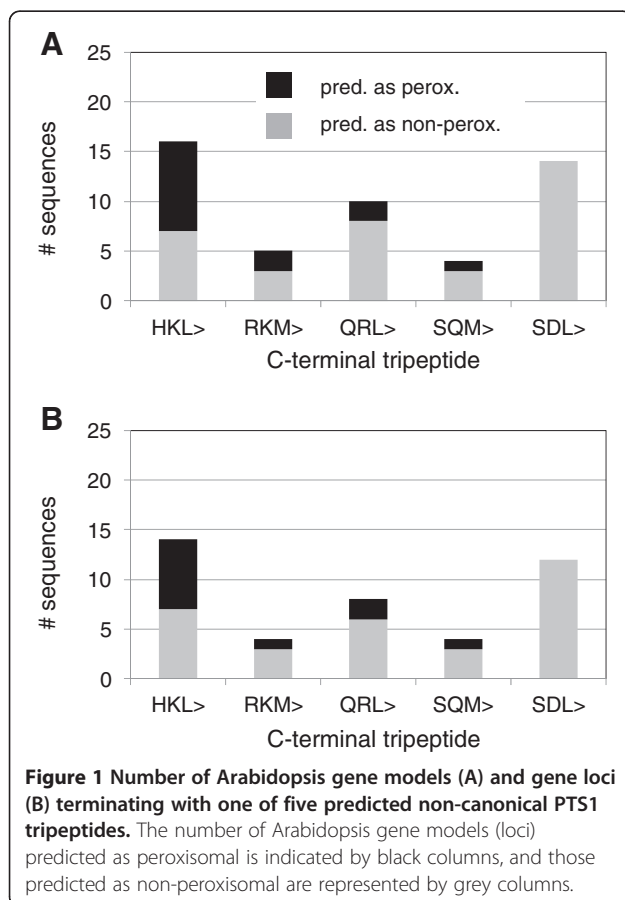 A
25
20
15
10
5
0
# sequences
pred. as perox.
pred. as non-perox.
HKL> RKM> QRL> SQM> SDL>
C-terminal tripeptide
B
25
20
15
10
5
0
# sequences
HKL> RKM> QRL> SQM> SDL>
C-terminal tripeptide
Figure 1 Number of Arabidopsis gene models (A) and gene loci
(B) terminating with one of five predicted non-canonical PTS1
tripeptides. The number of Arabidopsis gene models (loci)
predicted as peroxisomal is indicated by black columns, and those
predicted as non-peroxisomal are represented by grey columns.